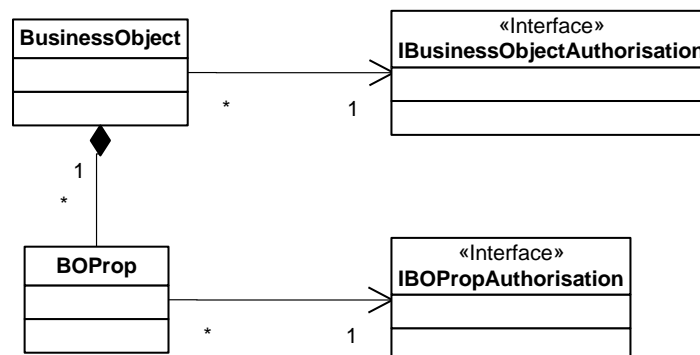 BusinessObject
«Interface»
IBusinessObjectAuthorisation
*
1
1
*
BOProp
«Interface»
IBOPropAuthorisation
*
1